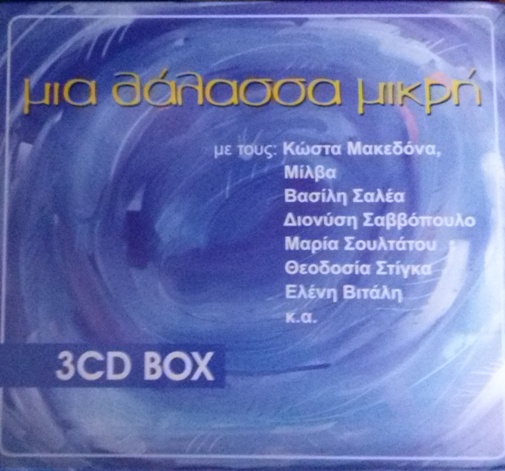 μια θάλασσα μικρή
με τους: Κώστα Μακεδόνα,
Μίλβα
Βασίλη Σαλέα
Διονύση Σαββόπουλο
Μαρία Σουλτάτου
Θεοδοσία Στίγκα
Ελένη Βιτάλη
κ.α.
3CD BOX